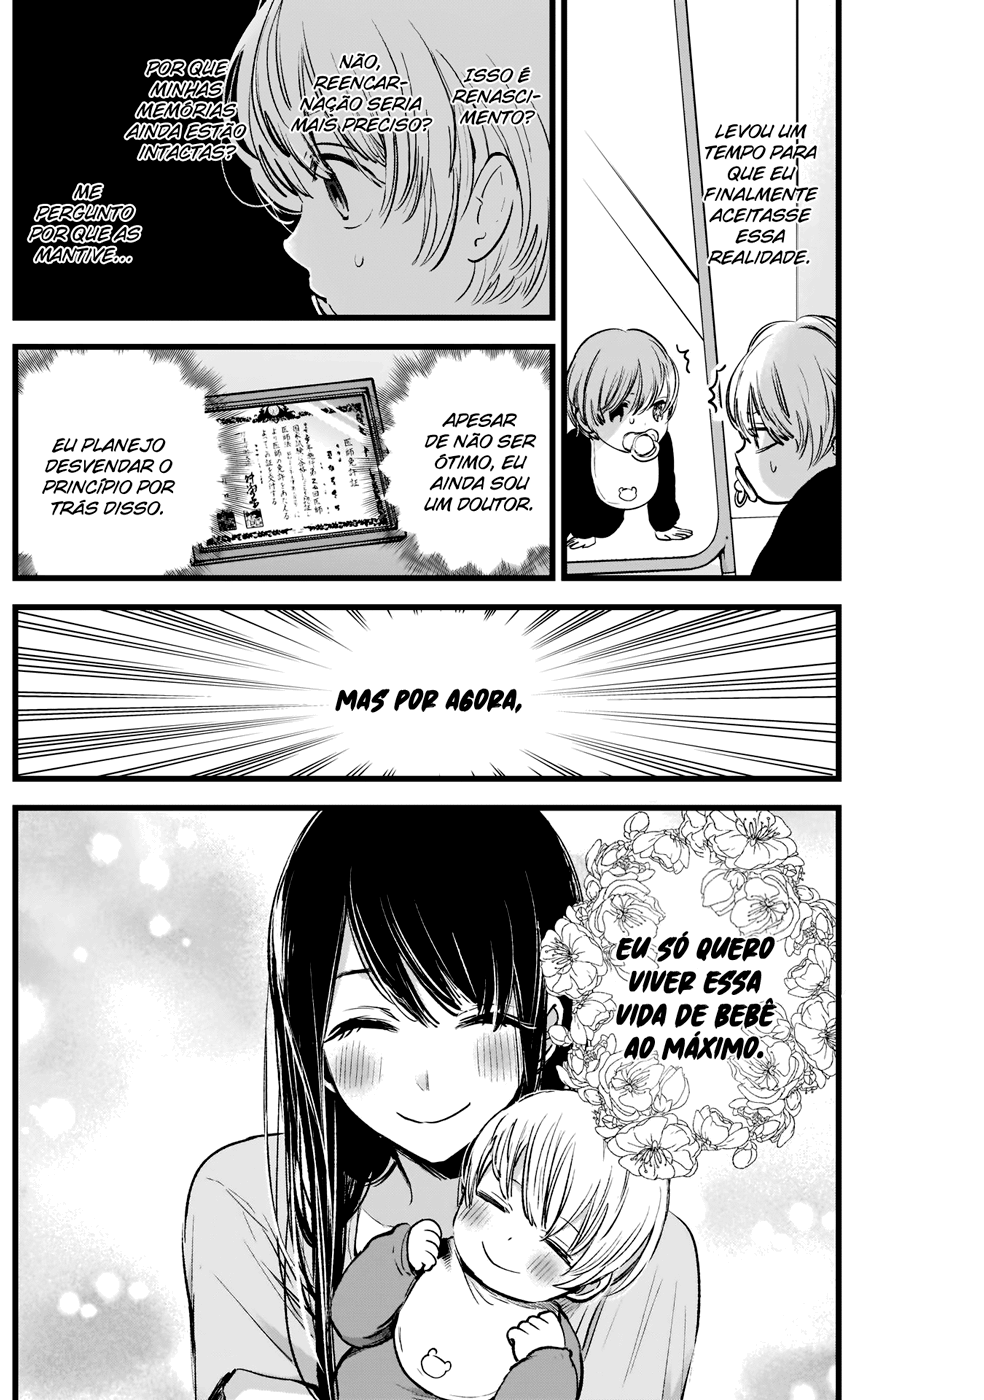 LEVOU UM
TEMPO PARA
QUE EU
FINALMENTE
ACEITASSE
ESSA
REALIDADE.
ISSO É
RENASCI-
MENTO?
NÃO,
REENCAR-
NAÇÃO SERIA
MAIS PRECISO?
POR QUE
MINHAS
MEMÓRIAS
AINDA ESTÃO
INTACTAS?
ME
PERGUNTO
POR QUE AS
MANTIVE...
APESAR
DE NÃO SER
ÓTIMO, EU
AINDA SOU
UM DOUTOR.
EU PLANEJO
DESVENDAR O
PRINCÍPIO POR
TRÁS DISSO.
MAS POR AGORA,
EU SÓ QUERO
VIVER ESSA
VIDA DE BEBÊ
AO MÁXIMO.